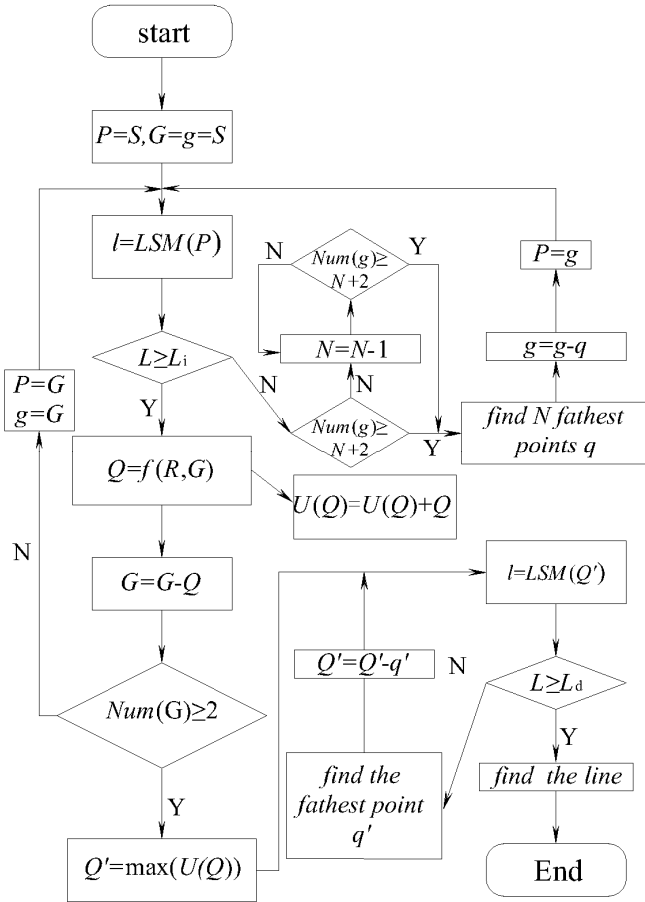 start
P=S,G=g=S
l=LSM(P)
N
Num(g)≥
N+2
Y
P=g
N=N-1
g=g-q
L≥Li
N
N
P=G
g=G
Y
Num(g)≥
N+2
Y
find N fathest
points q
Q=f(R,G)
U(Q)=U(Q)+Q
N
G=G-Q
l=LSM(Q')
Q'=Q'-q'
N
L≥Ld
Num(G)≥2
Y
find the
fathest point
q'
find the line
Y
Q'=max(U(Q))
End